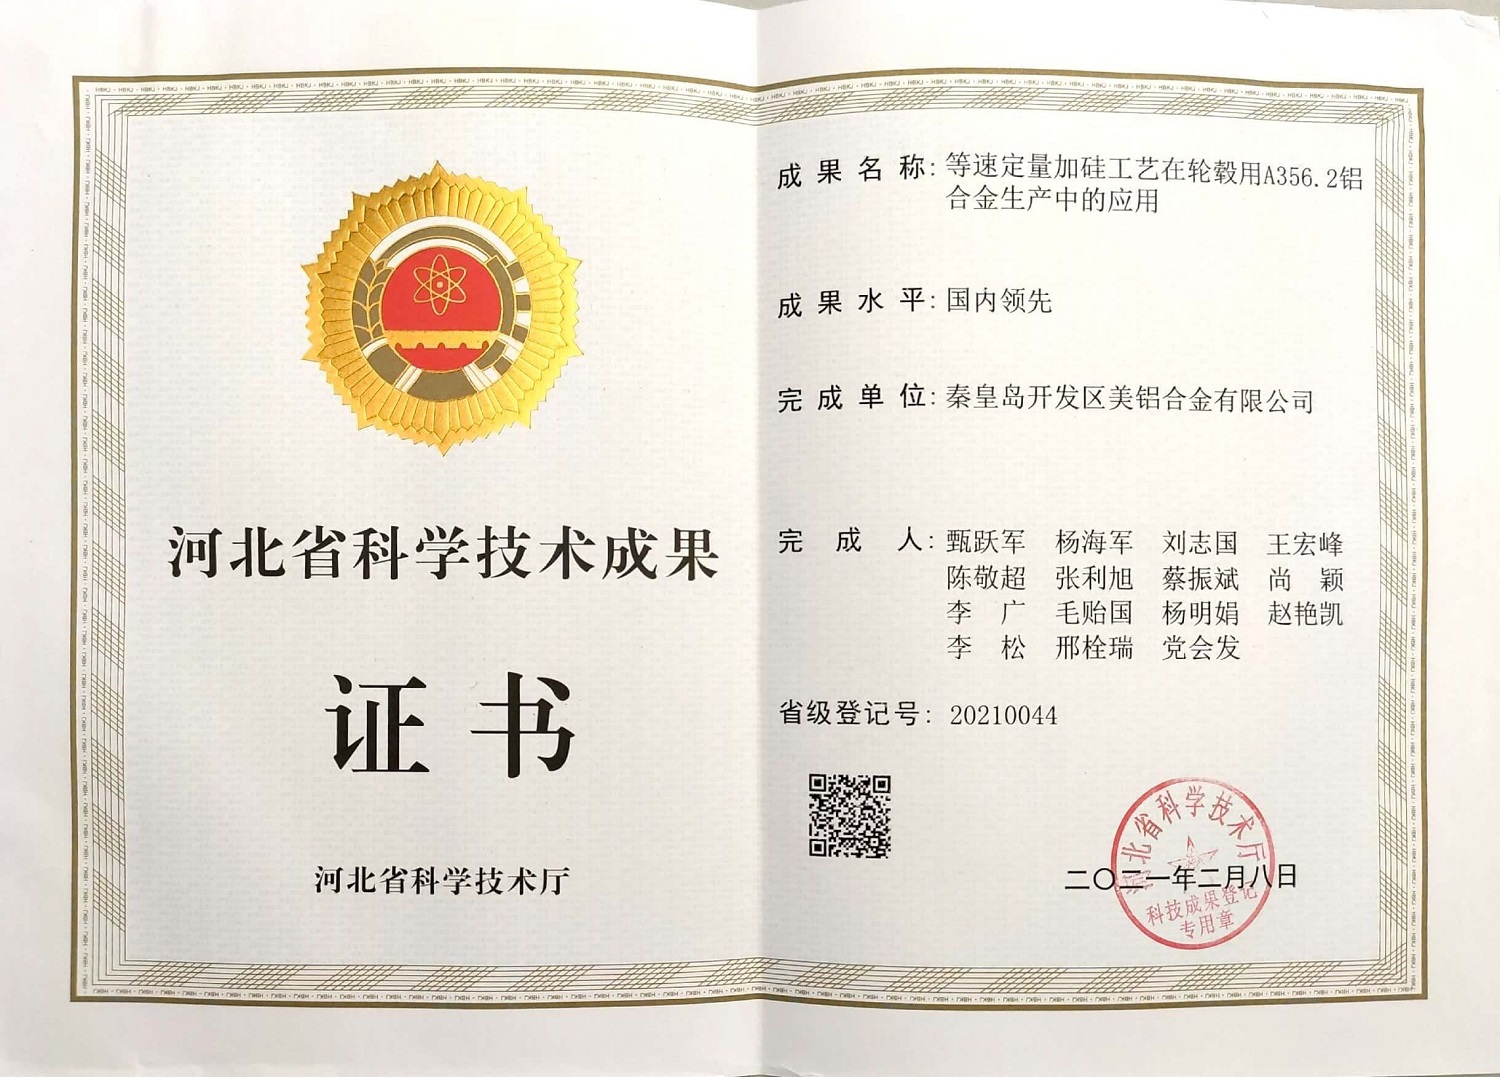 河北省科学技术成果
证书
河北省科学技术厅
成果名称:等速定量加硅工艺在轮毂用A356.2铝
合金生产中的应用
成果水平:国内领先
完成单位:秦皇岛开发区美铝合金有限公司
完成人:甄跃军 杨海军 刘志国 王宏峰
陈敬超 张利旭 蔡振斌 尚颖
李广 毛贻国 杨明娟 赵艳凯
李松 邢栓瑞 党会发
省级登记号:20210044
河北省科学技术厅
二〇二一年二月八日
科技成果登记
专用章